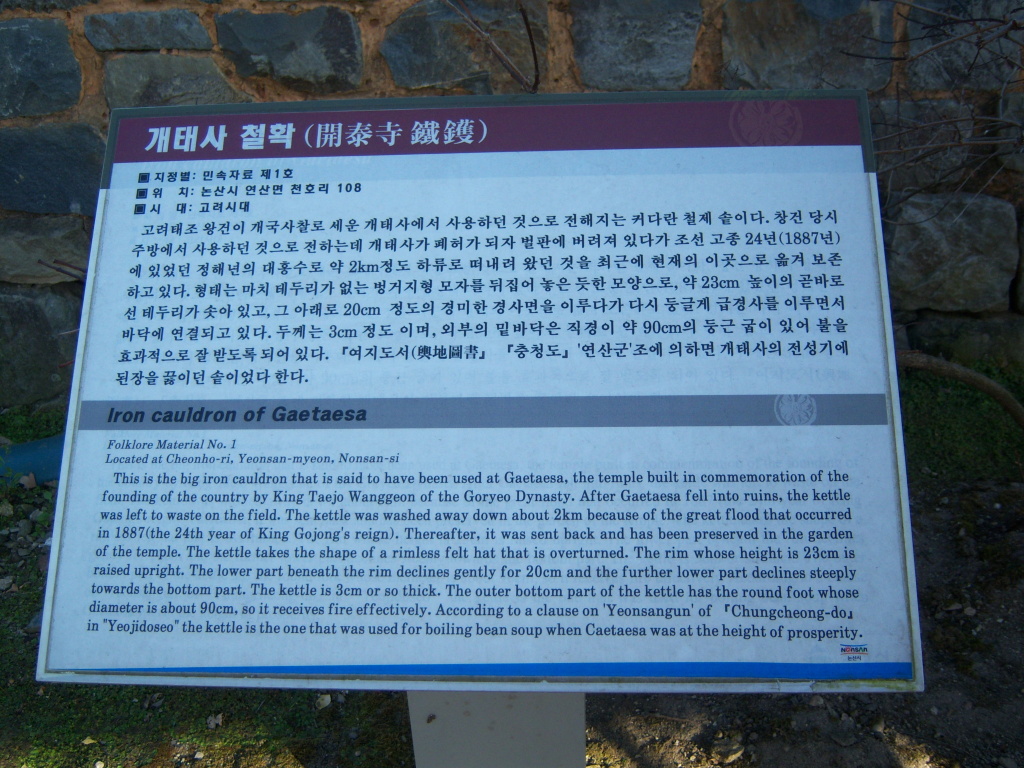 개태사 철확 (開泰寺 鐵鑊)
▣ 지정별: 민속자료 제1호
▣ 위 치: 논산시 연산면 천호리 108
▣ 시 대: 고려시대
고려태조 왕건이 개국사찰로 세운 개태사에서 사용하던 것으로 전해지는 커다란 철제 솥이다. 창건 당시
주방에서 사용하던 것으로 전하는데 개태사가 폐허가 되자 벌판에 버려져 있다가 조선 고종 24년(1887년)
에 있었던 정해년의 대홍수로 약 2km정도 하류로 떠내려 왔던 것을 최근에 현재의 이곳으로 옮겨 보존
하고 있다. 형태는 마치 테두리가 없는 벙거지형 모자를 뒤집어 놓은 듯한 모양으로, 약 23cm 높이의 곧바로
선 테두리가 솟아 있고, 그 아래로 20cm 정도의 경미한 경사면을 이루다가 다시 둥글게 급경사를 이루면서
바닥에 연결되고 있다. 두께는 3cm 정도 이며, 외부의 밑바닥은 직경이 약 90cm의 둥근 굽이 있어 불을
효과적으로 잘 받도록 되어 있다. 『여지도서(輿地圖書』 『충청도』'연산군'조에 의하면 개태사의 전성기에
된장을 끓이던 솥이었다 한다.
Iron cauldron of Gaetaesa
Folklore Material No. 1
Located at Cheonho-ri, Yeonsan-myeon, Nonsan-si
This is the big iron cauldron that is said to have been used at Gaetaesa, the temple built in commemoration of the
founding of the country by King Taejo Wanggeon of the Goryeo Dynasty. After Gaetaesa fell into ruins, the kettle
was left to waste on the field. The kettle was washed away down about 2km because of the great flood that occurred
in 1887(the 24th year of King Gojong's reign). Thereafter, it was sent back and has been preserved in the garden
of the temple. The kettle takes the shape of a rimless felt hat that is overturned. The rim whose height is 23cm is
raised upright. The lower part beneath the rim declines gently for 20cm and the further lower part declines steeply
towards the bottom part. The kettle is 3cm or so thick. The outer bottom part of the kettle has the round foot whose
diameter is about 90cm, so it receives fire effectively. According to a clause on 'Yeonsangun' of 『Chungcheong-do』
in "Yeojidoseo" the kettle is the one that was used for boiling bean soup when Caetaesa was at the height of prosperity.
NONSAN
논산시